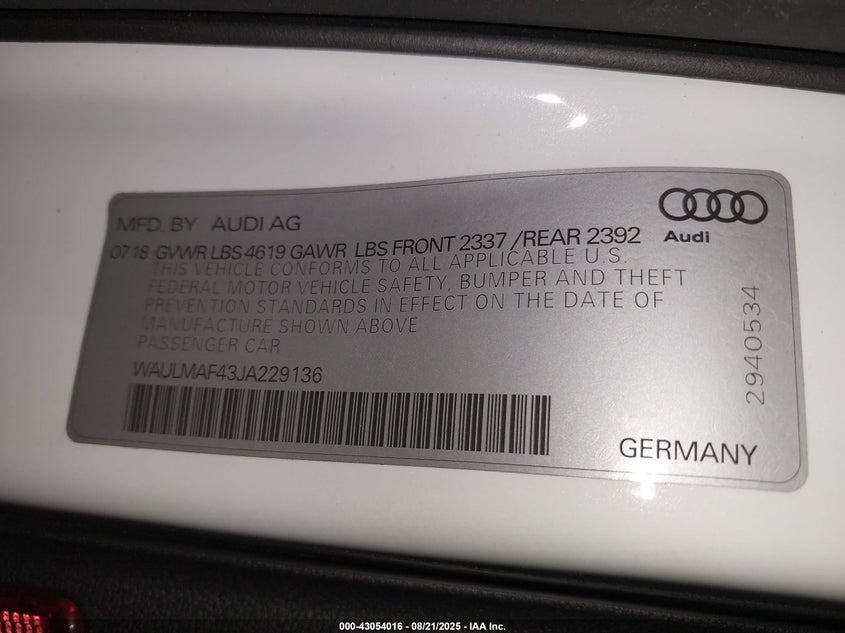 MFD. BY AUDI AG
Audi
07 18 GVWR LBS 4619 GAWR LBS FRONT 2337 /REAR 2392
THIS VEHICLE CONFORMS TO ALL APPLICABLE U.S.
FEDERAL MOTOR VEHICLE SAFETY, BUMPER AND THEFT
PREVENTION STANDARDS IN EFFECT ON THE DATE OF
MANUFACTURE SHOWN ABOVE
PASSENGER CAR
WAULMAF43JA229136
2940534
GERMANY
000-43054016 - 08/21/2025 - IAA Inc.